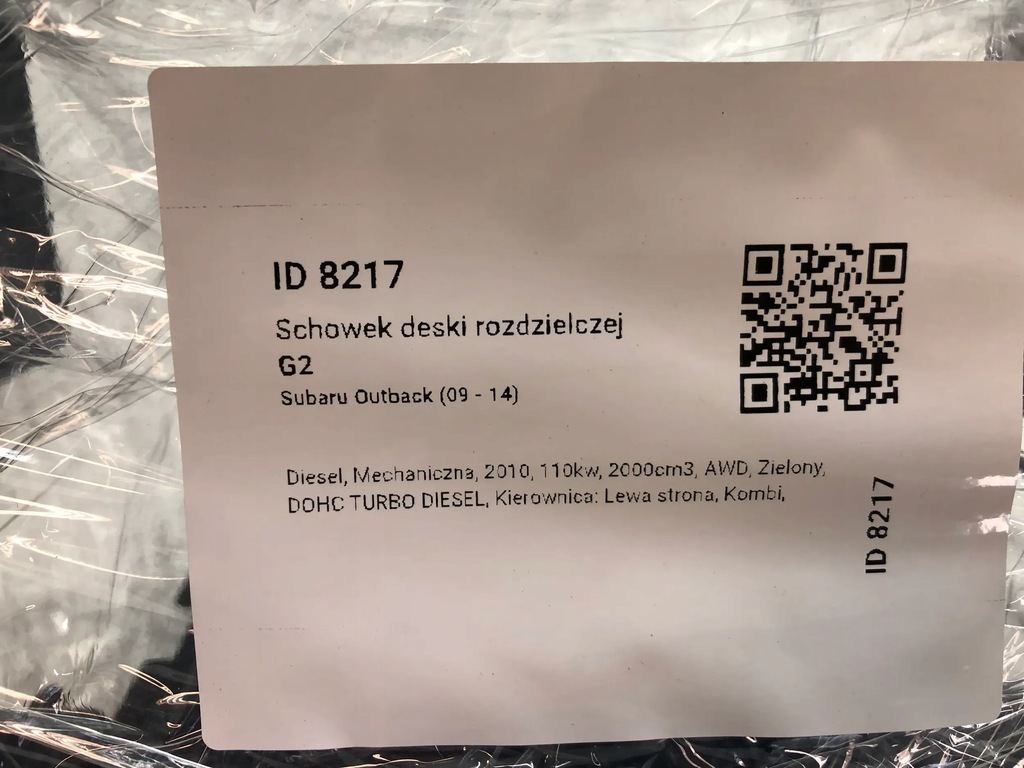 ID 8217
Schowek deski rozdzielczej
G2
Subaru Outback (09 - 14)
Diesel, Mechaniczna, 2010, 110kw, 2000cm3, AWD, Zielony,
DOHC TURBO DIESEL, Kierownica: Lewa strona, Kombi,
ID 8217